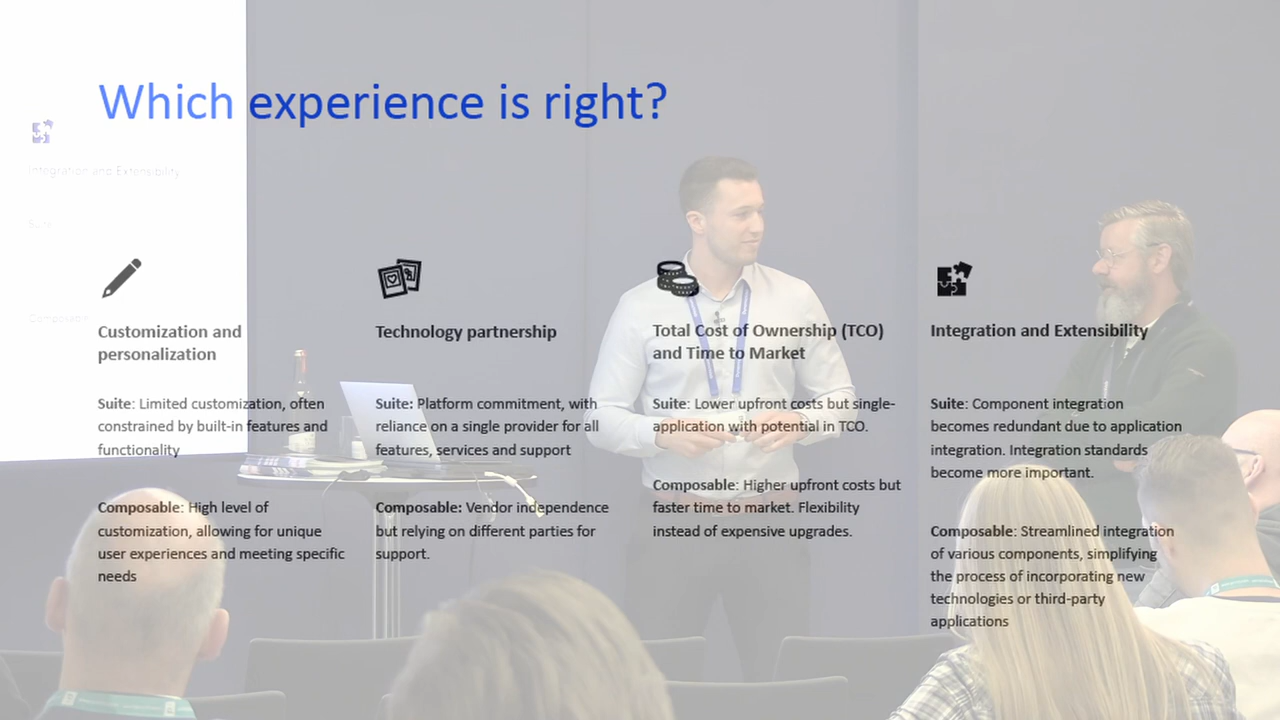 Which experience is right?
Integration and Extensibility
Suite
Composable
Customization and
personalization
Suite: Limited customization, often
constrained by built-in features and
functionality
Composable: High level of
customization, allowing for unique
user experiences and meeting specific
needs
Technology partnership
Suite: Platform commitment, with
reliance on a single provider for all
features, services and support
Composable: Vendor independence
but relying on different parties for
support.
Total Cost of Ownership (TCO)
and Time to Market
Suite: Lower upfront costs but single-
application with potential in TCO.
Composable: Higher upfront costs but
faster time to market. Flexibility
instead of expensive upgrades.
Integration and Extensibility
Suite: Component integration
becomes redundant due to application
integration. Integration standards
become more important.
Composable: Streamlined integration
of various components, simplifying
the process of incorporating new
technologies or third-party
applications